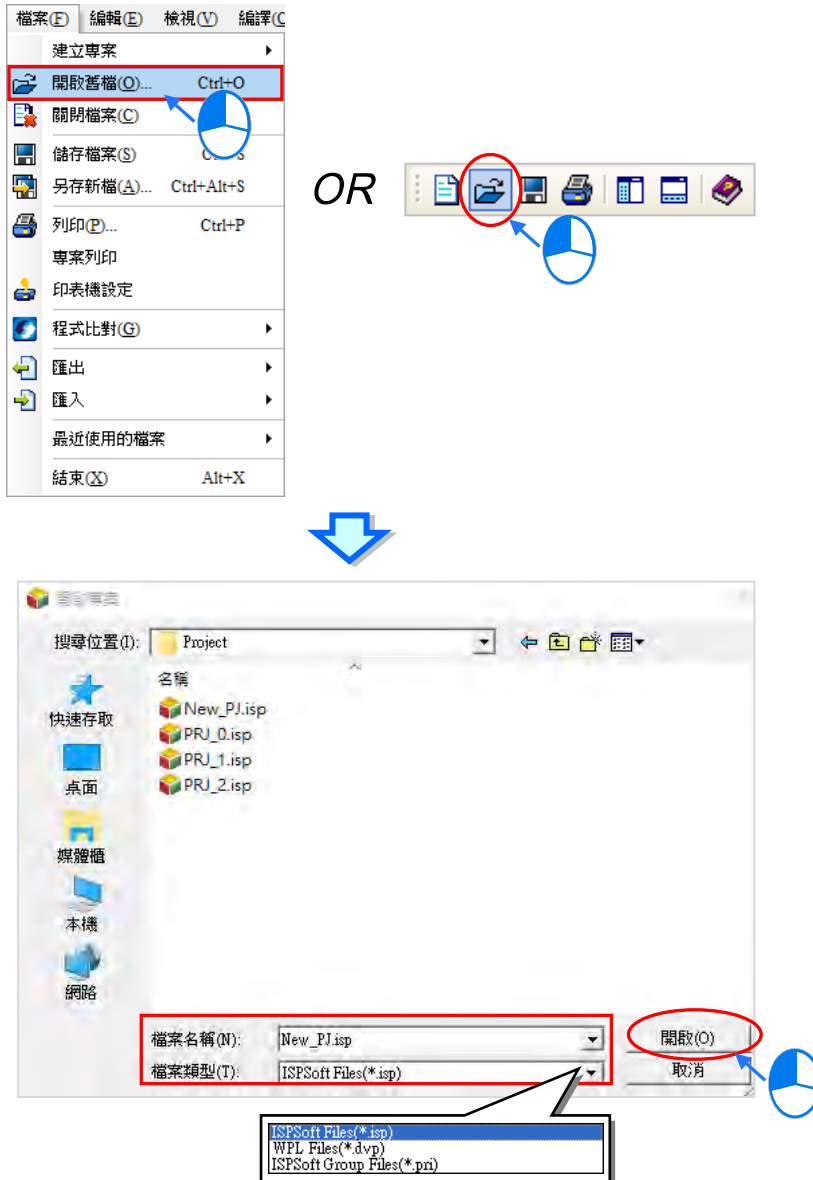 檔案(F) 編輯(E) 檢視(V) 編譯(C
建立專案
開啟舊檔(O)... Ctrl+O
關閉檔案(C)
儲存檔案(S)
另存新檔(A)... Ctrl+Alt+S
列印(P)... Ctrl+P
專案列印
印表機設定
程式比對(G)
匯出
匯入
最近使用的檔案
結束(X) Alt+X
OR
搜尋位置(I): Project
名稱
New_PJ.isp
PRJ_0.isp
PRJ_1.isp
PRJ_2.isp
快速存取
桌面
媒體櫃
本機
網路
檔案名稱(N): New_PJ.isp 開啟(O)
檔案類型(T): ISPSoft Files(*.isp) 取消
ISPSoft Files(*.isp)
WPL Files(*.dvp)
ISPSoft Group Files(*.pri)